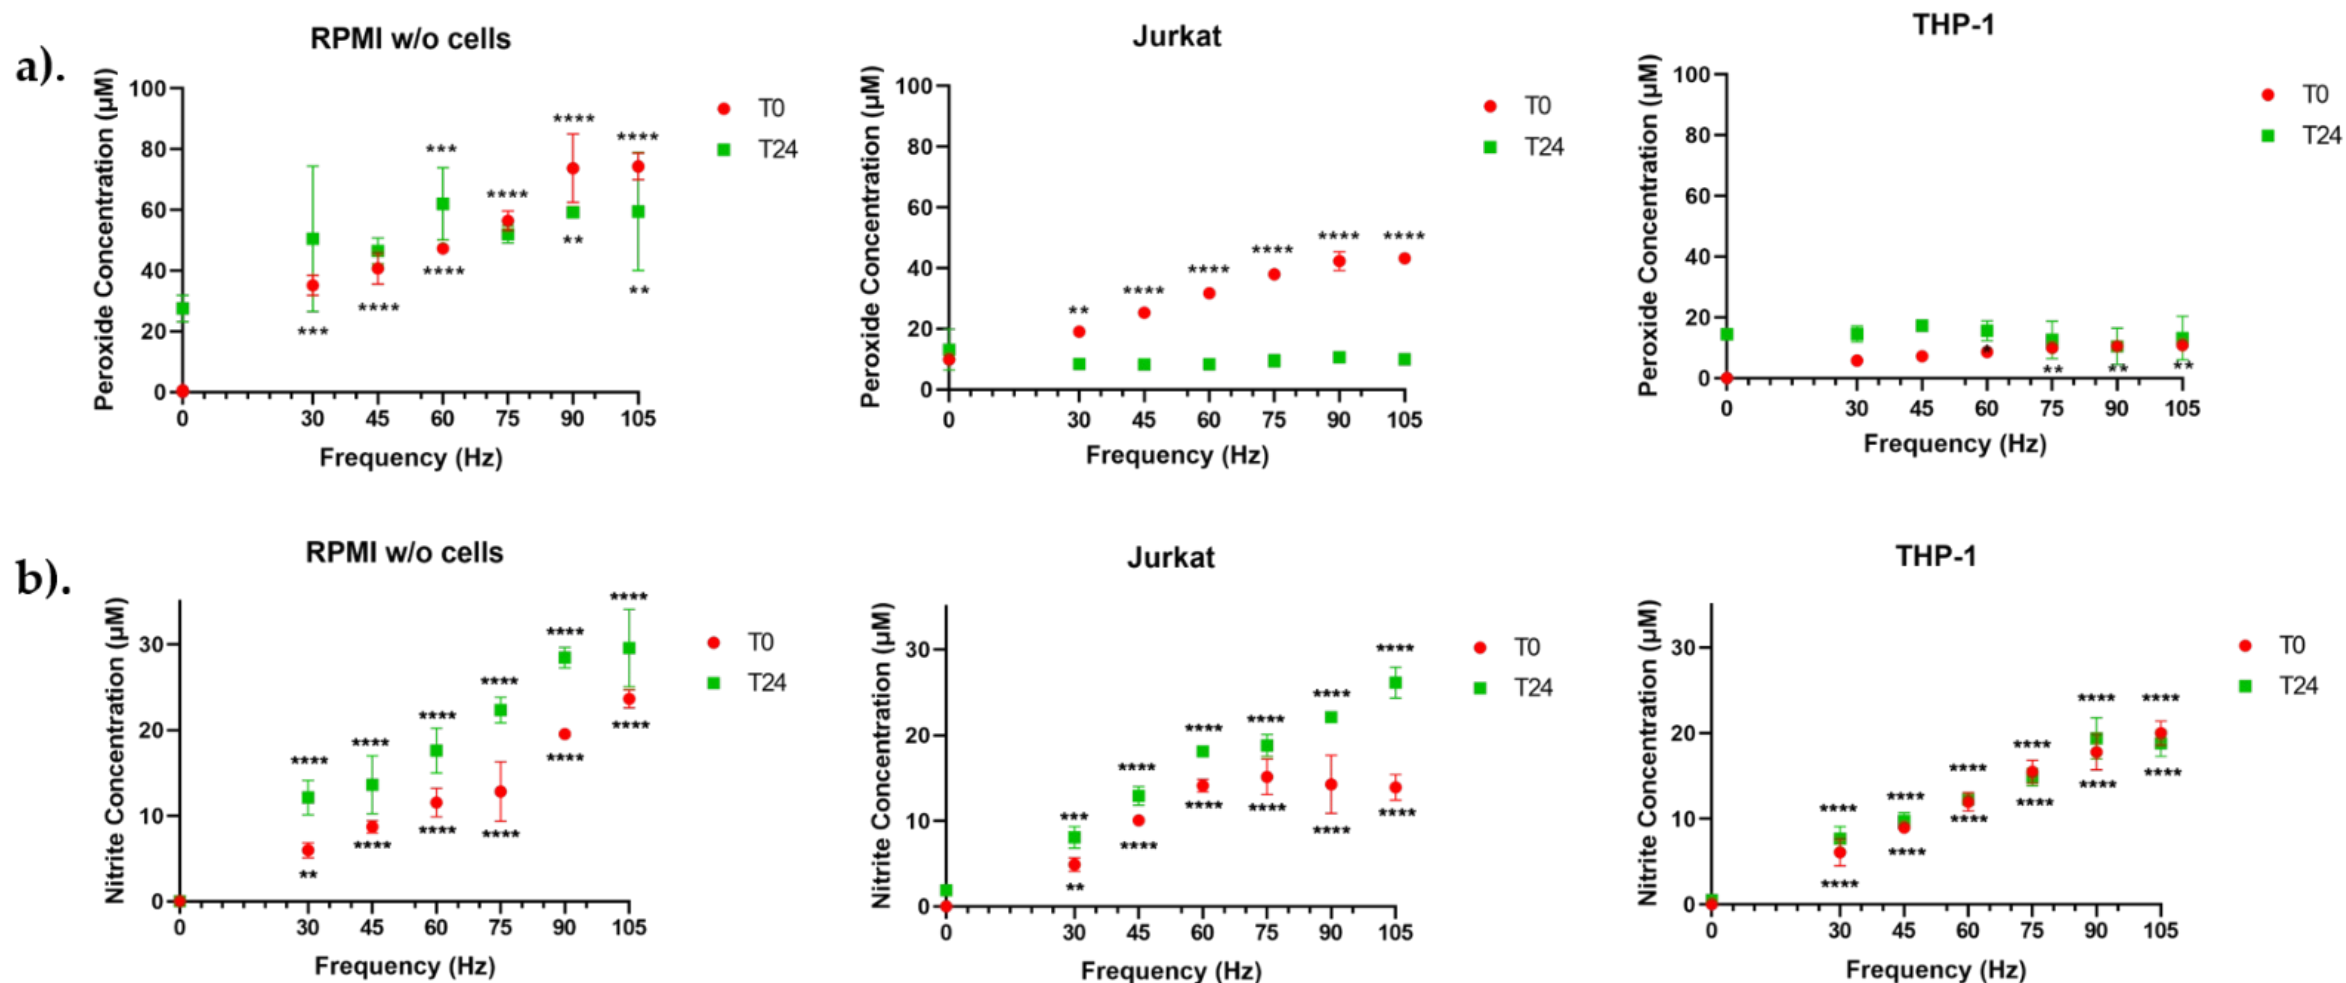 a).
RPMI w/o cells
Peroxide Concentration (µM)
100
80
60
40
20
0
0 30 45 60 75 90 105
Frequency (Hz)
*** **** *** **** **** **** ** **** **
T0
T24
Jurkat
Peroxide Concentration (µM)
100
80
60
40
20
0
0 30 45 60 75 90 105
Frequency (Hz)
** **** **** **** **** ****
T0
T24
THP-1
Peroxide Concentration (µM)
100
80
60
40
20
0
0 30 45 60 75 90 105
Frequency (Hz)
* ** ** **
T0
T24
b).
RPMI w/o cells
Nitrite Concentration (µM)
30
20
10
0
0 30 45 60 75 90 105
Frequency (Hz)
**** **** **** **** **** ****
** **** **** **** **** ****
T0
T24
Jurkat
Nitrite Concentration (µM)
30
20
10
0
0 30 45 60 75 90 105
Frequency (Hz)
*** **** **** **** **** ****
** **** **** **** **** ****
T0
T24
THP-1
Nitrite Concentration (µM)
30
20
10
0
0 30 45 60 75 90 105
Frequency (Hz)
**** **** **** **** **** ****
**** **** **** **** **** ****
T0
T24